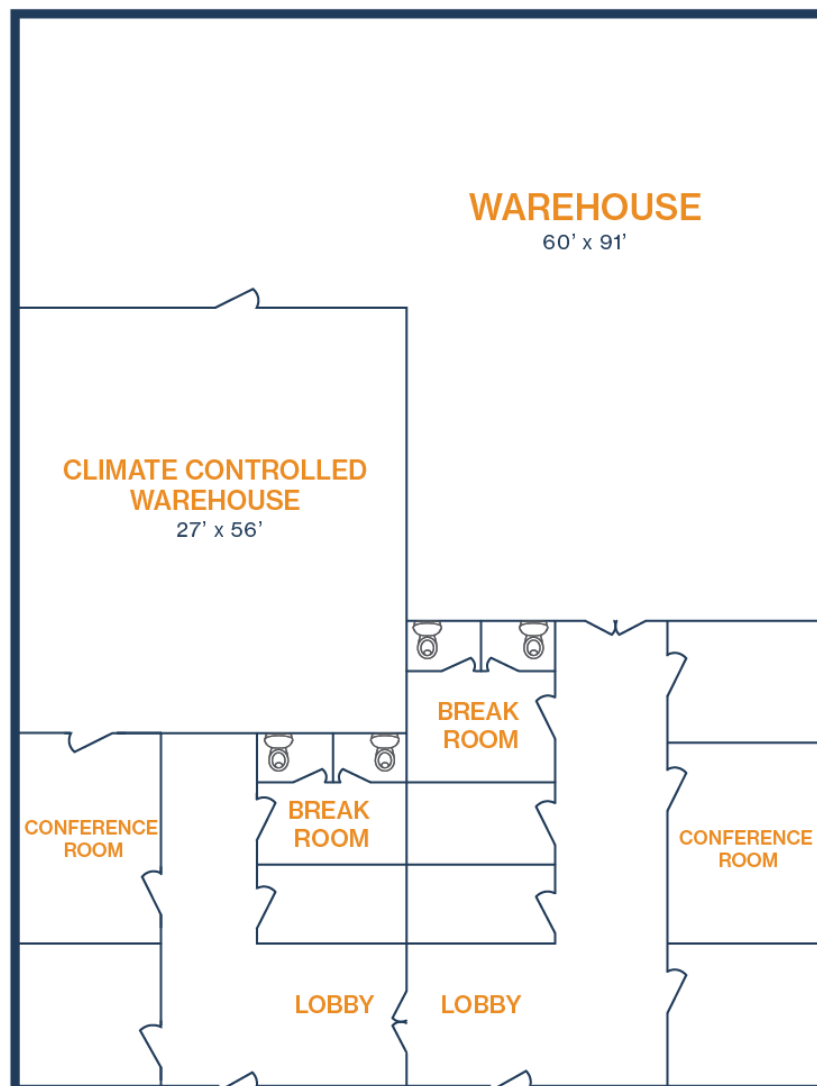 WAREHOUSE
60’ x 91’
CLIMATE CONTROLLED
WAREHOUSE
27’ x 56’
BREAK
ROOM
BREAK
ROOM
CONFERENCE
ROOM
CONFERENCE
ROOM
LOBBY
LOBBY